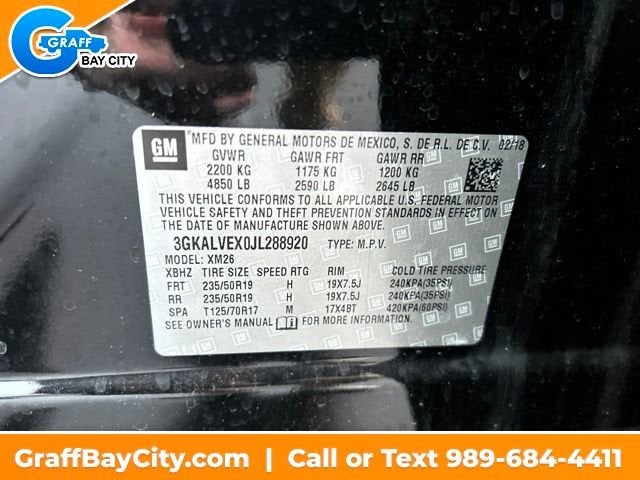 GRAFF
BAY CITY
GM
MFD BY GENERAL MOTORS DE MEXICO, S. DE R.L. DE C.V. 02/18
GVWR GAWR FRT GAWR RR
2200 KG 1175 KG 1200 KG
4850 LB 2590 LB 2645 LB
THIS VEHICLE CONFORMS TO ALL APPLICABLE U.S. FEDERAL MOTOR
VEHICLE SAFETY AND THEFT PREVENTION STANDARDS IN EFFECT ON
THE DATE OF MANUFACTURE SHOWN ABOVE.
3GKALVEX0JL288920 TYPE: M.P.V.
MODEL: XM26
XBHZ TIRE SIZE SPEED RTG RIM COLD TIRE PRESSURE
FRT 235/50R19 H 19X7.5J 240KPA(35PSI)
RR 235/50R19 H 19X7.5J 240KPA(35PSI)
SPA T125/70R17 M 17X4BT 420KPA(60PSI)
SEE OWNER'S MANUAL FOR MORE INFORMATION.
GraffBayCity.com | Call or Text 989-684-4411